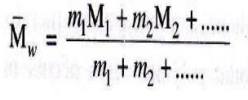 M̄w = m1M1 + m2M2 + ...... / m1 + m2 + ......